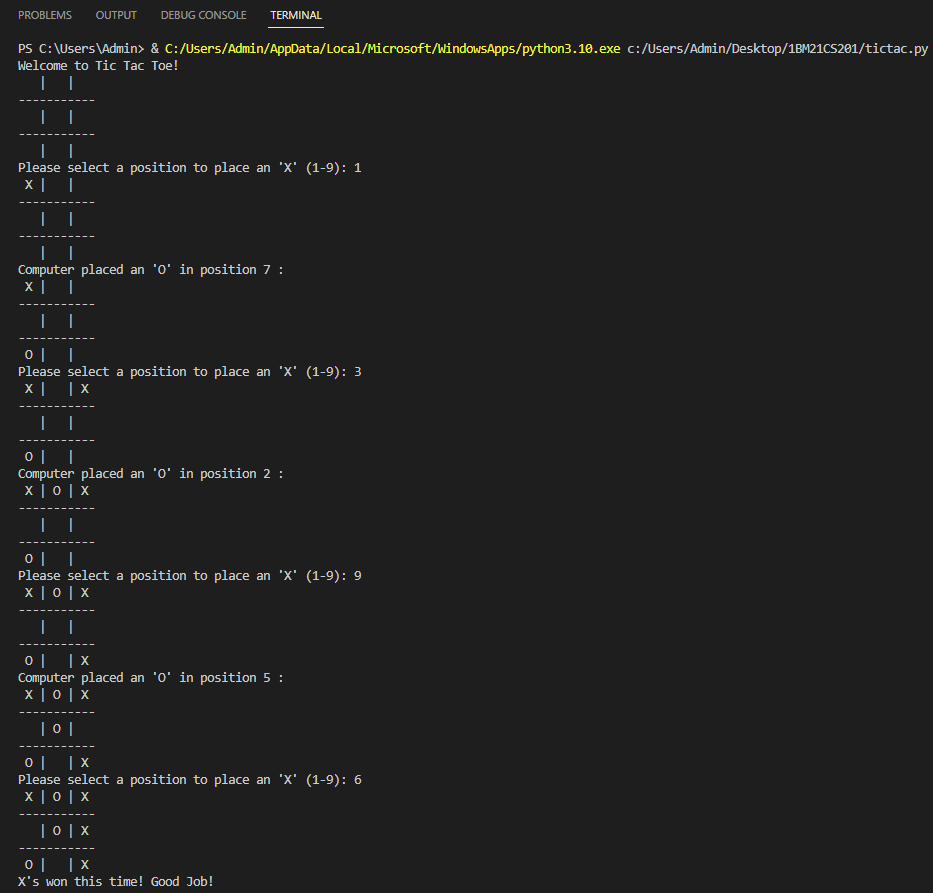 PROBLEMS OUTPUT DEBUG CONSOLE TERMINAL
PS C:\Users\Admin> & C:/Users/Admin/AppData/Local/Microsoft/WindowsApps/python3.10.exe c:/Users/Admin/Desktop/1BM21CS201/tictac.py
Welcome to Tic Tac Toe!
   |   |
-----------
   |   |
-----------
   |   |
Please select a position to place an 'X' (1-9): 1
 X |   |
-----------
   |   |
-----------
   |   |
Computer placed an 'O' in position 7 :
 X |   |
-----------
   |   |
-----------
 O |   |
Please select a position to place an 'X' (1-9): 3
 X |   | X
-----------
   |   |
-----------
 O |   |
Computer placed an 'O' in position 2 :
 X | O | X
-----------
   |   |
-----------
 O |   |
Please select a position to place an 'X' (1-9): 9
 X | O | X
-----------
   |   |
-----------
 O |   | X
Computer placed an 'O' in position 5 :
 X | O | X
-----------
   | O |
-----------
 O |   | X
Please select a position to place an 'X' (1-9): 6
 X | O | X
-----------
   | O | X
-----------
 O |   | X
X's won this time! Good Job!